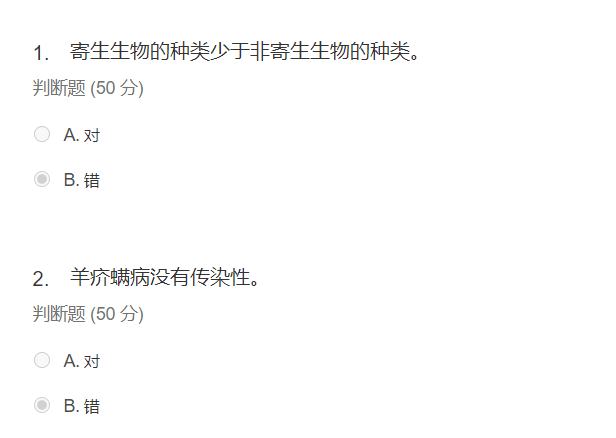 1. 寄生生物的种类少于非寄生生物的种类。
判断题 (50 分)
A. 对
B. 错
2. 羊疥螨病没有传染性。
判断题 (50 分)
A. 对
B. 错